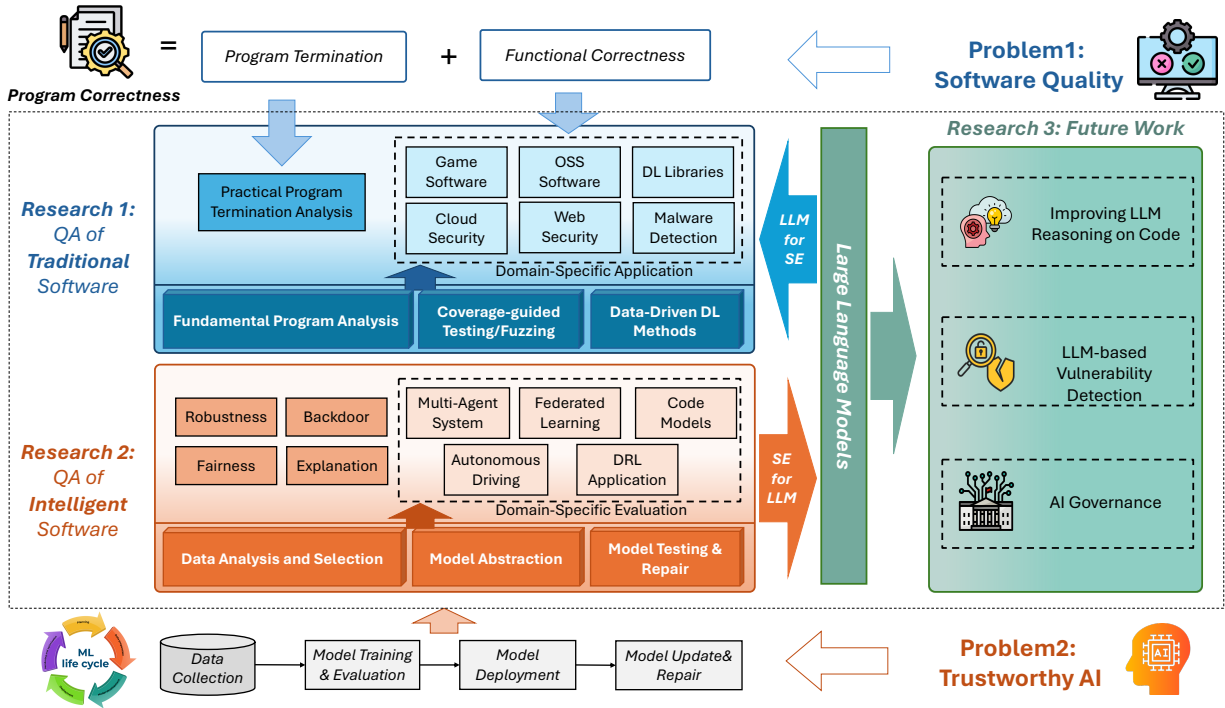 Program Correctness
=
Program Termination
+
Functional Correctness
Problem1:
Software Quality
Research 1:
QA of
Traditional
Software
Practical Program
Termination Analysis
Game
Software
OSS
Software
DL Libraries
Cloud
Security
Web
Security
Malware
Detection
Domain-Specific Application
Fundamental Program Analysis
Coverage-guided
Testing/Fuzzing
Data-Driven DL
Methods
LLM
for
SE
Large Language Models
Research 3: Future Work
Improving LLM
Reasoning on Code
LLM-based
Vulnerability
Detection
AI Governance
Research 2:
QA of
Intelligent
Software
Robustness
Backdoor
Fairness
Explanation
Multi-Agent
System
Federated
Learning
Code
Models
Autonomous
Driving
DRL
Application
Domain-Specific Evaluation
Data Analysis and Selection
Model Abstraction
Model Testing &
Repair
SE
for
LLM
ML
life cycle
Data
Collection
Model Training
& Evaluation
Model
Deployment
Model Update&
Repair
Problem2:
Trustworthy AI
AI